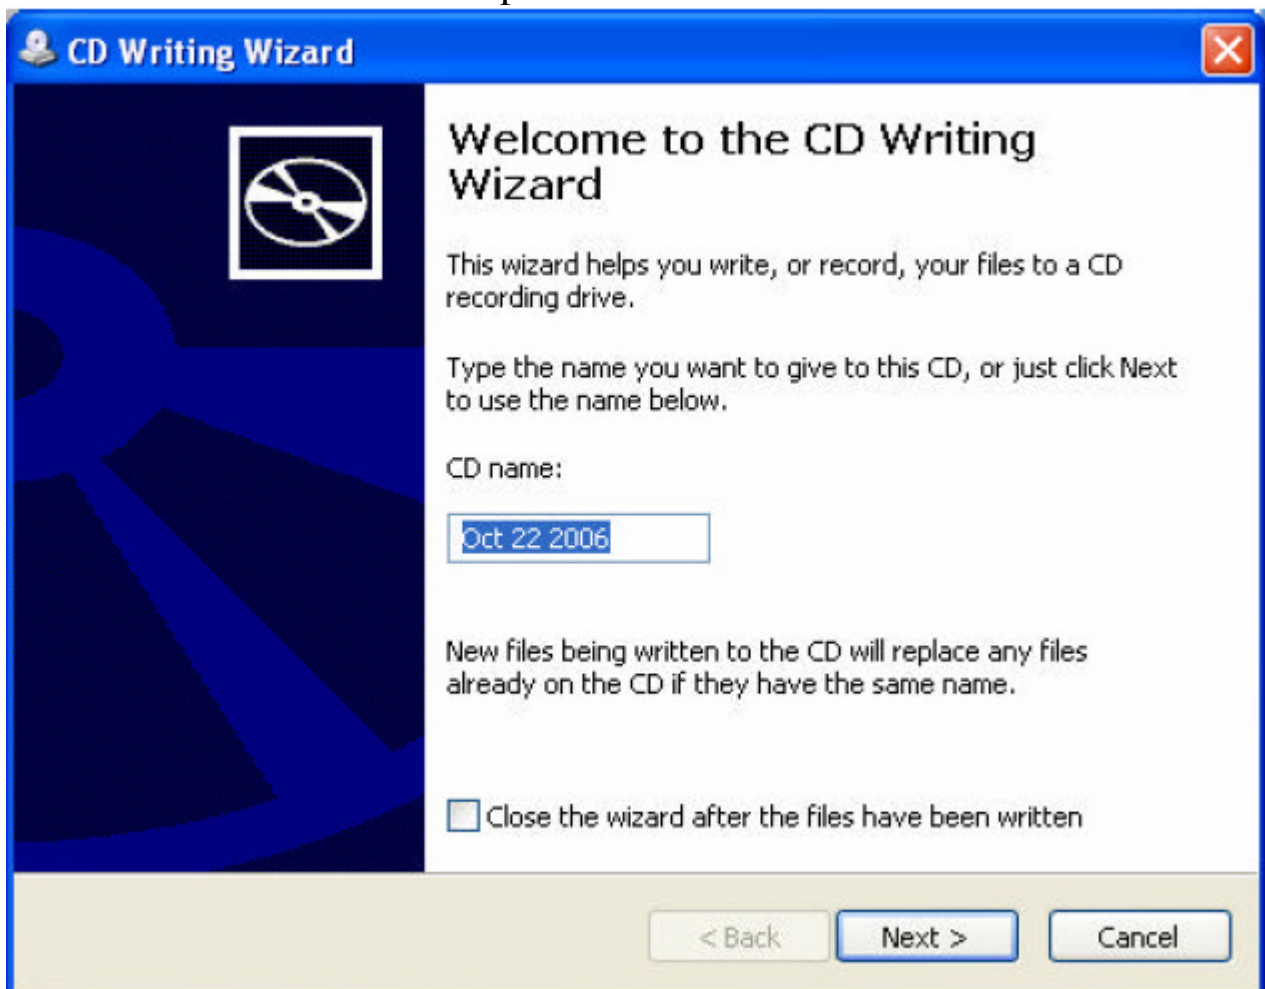 CD Writing Wizard
Welcome to the CD Writing
Wizard
This wizard helps you write, or record, your files to a CD
recording drive.
Type the name you want to give to this CD, or just click Next
to use the name below.
CD name:
Oct 22 2006
New files being written to the CD will replace any files
already on the CD if they have the same name.
Close the wizard after the files have been written
< Back Next > Cancel